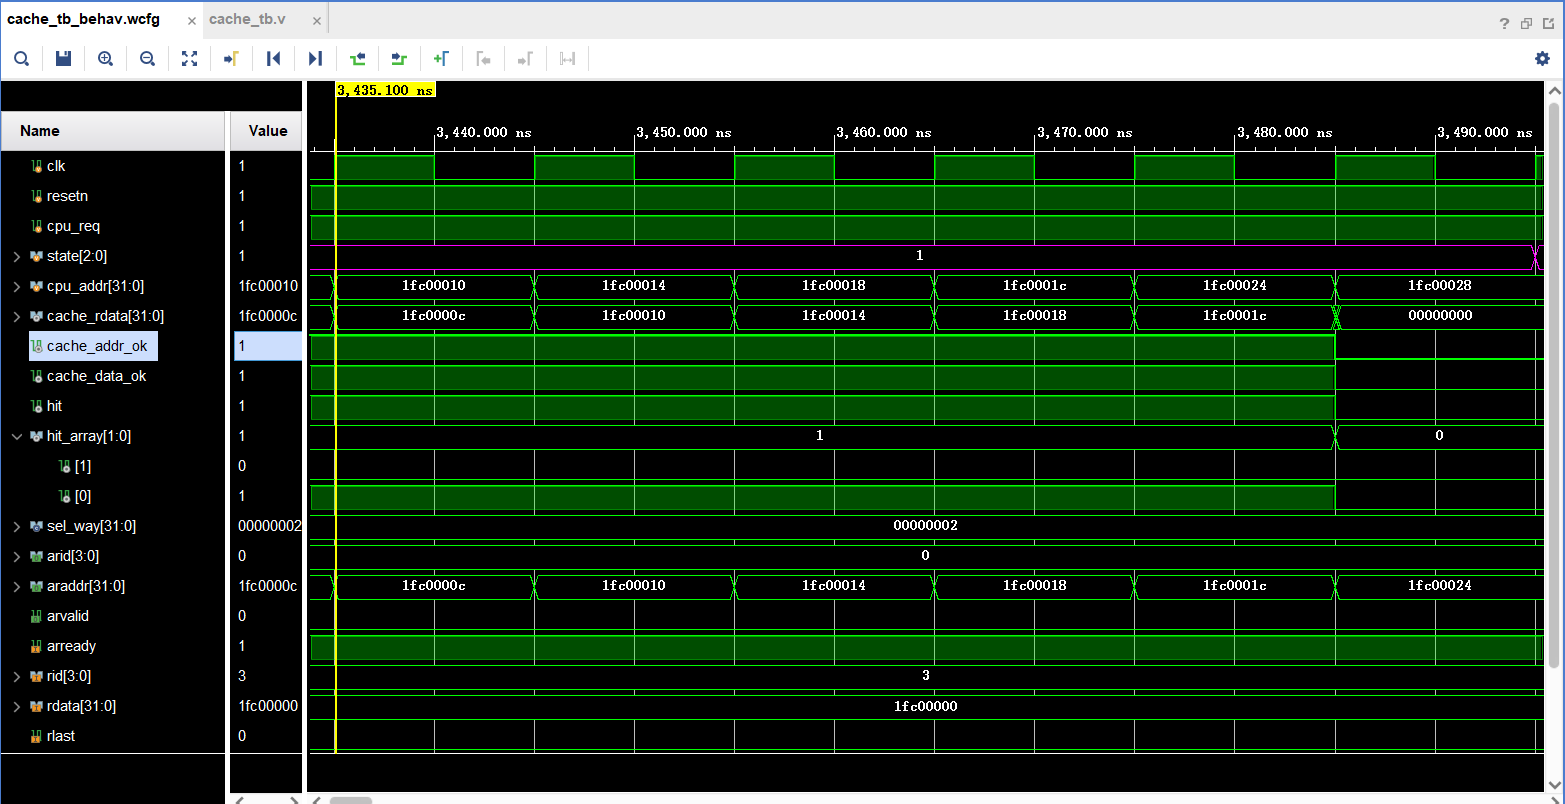 cache_tb_behav.wcfg × cache_tb.v ×
?
3,435.100 ns
Name Value
3,440.000 ns 3,450.000 ns 3,460.000 ns 3,470.000 ns 3,480.000 ns 3,490.000 ns
clk 1
resetn 1
cpu_req 1
state[2:0] 1 1
cpu_addr[31:0] 1fc00010 1fc00010 1fc00014 1fc00018 1fc0001c 1fc00024 1fc00028
cache_rdata[31:0] 1fc0000c 1fc0000c 1fc00010 1fc00014 1fc00018 1fc0001c 00000000
cache_addr_ok 1
cache_data_ok 1
hit 1
hit_array[1:0] 1 1 0
[1] 0
[0] 1
sel_way[31:0] 00000002 00000002
arid[3:0] 0 0
araddr[31:0] 1fc0000c 1fc0000c 1fc00010 1fc00014 1fc00018 1fc0001c 1fc00024
arvalid 0
arready 1
rid[3:0] 3 3
rdata[31:0] 1fc00000 1fc00000
rlast 0